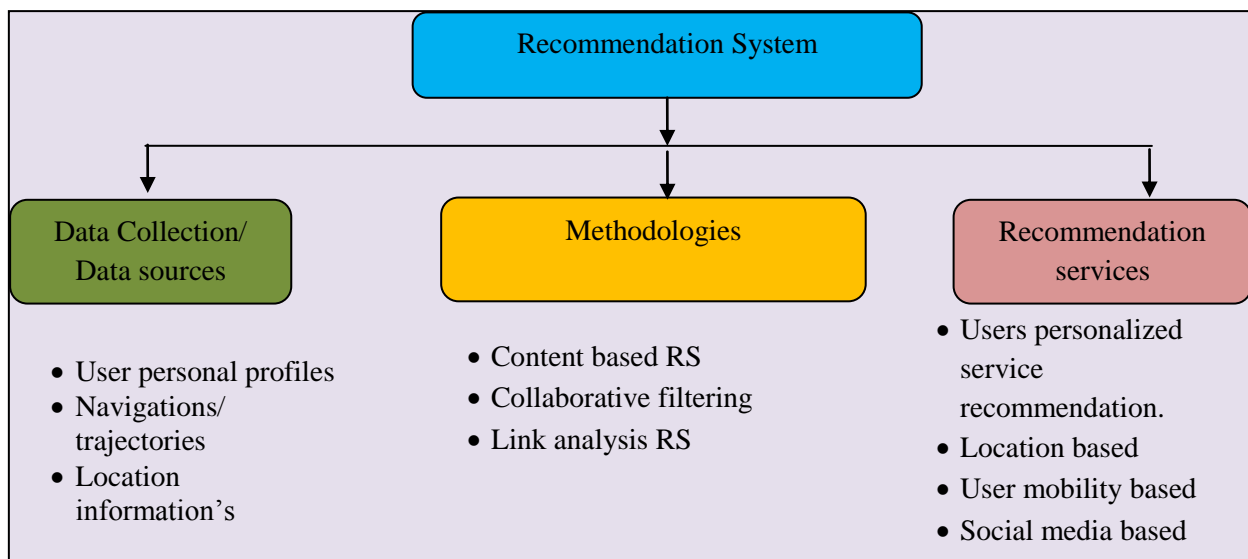 Recommendation System
Data Collection/
Data sources
• User personal profiles
• Navigations/
trajectories
• Location
information’s
Methodologies
• Content based RS
• Collaborative filtering
• Link analysis RS
Recommendation
services
• Users personalized
service
recommendation.
• Location based
• User mobility based
• Social media based